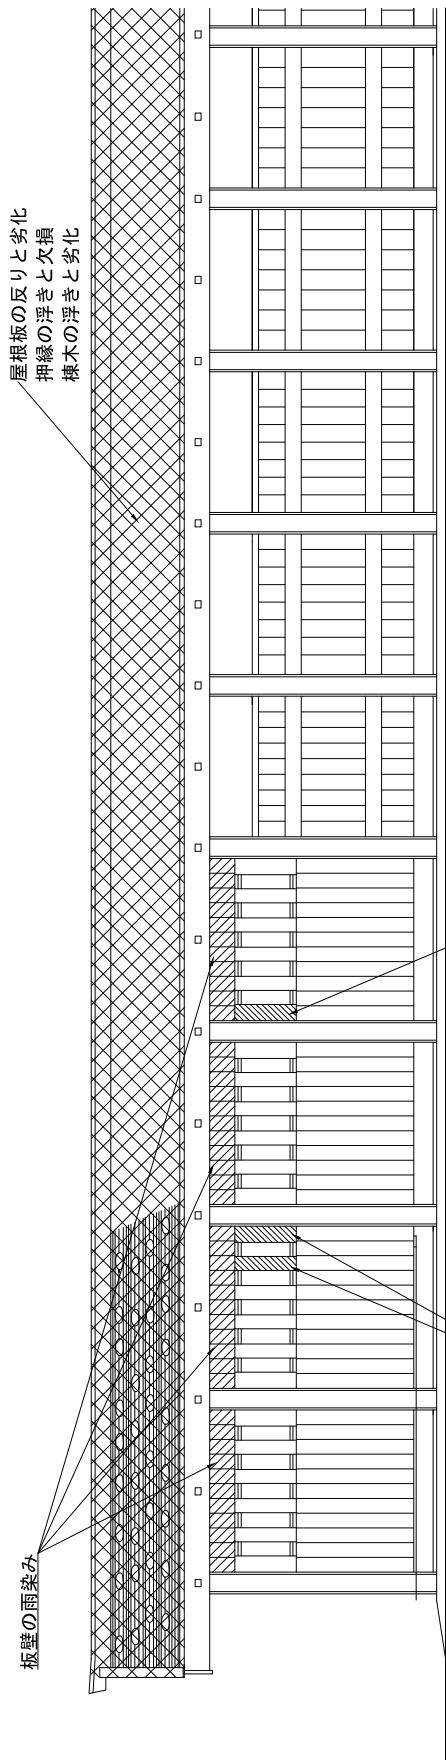 屋根板の反りと劣化
押縁の浮きと欠損
棟木の浮きと劣化
板壁の雨染み